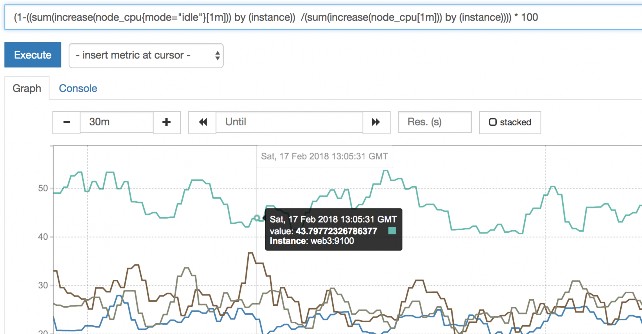 (1-((sum(increase(node_cpu{mode="idle"}[1m])) by (instance)) /(sum(increase(node_cpu[1m])) by (instance)))) * 100
Execute - insert metric at cursor -
Graph Console
30m Until Res. (s) stacked
Sat, 17 Feb 2018 13:05:31 GMT
50
Sat, 17 Feb 2018 13:05:31 GMT
value: 43.79772326786377
Instance: web3:9100
40
30
20